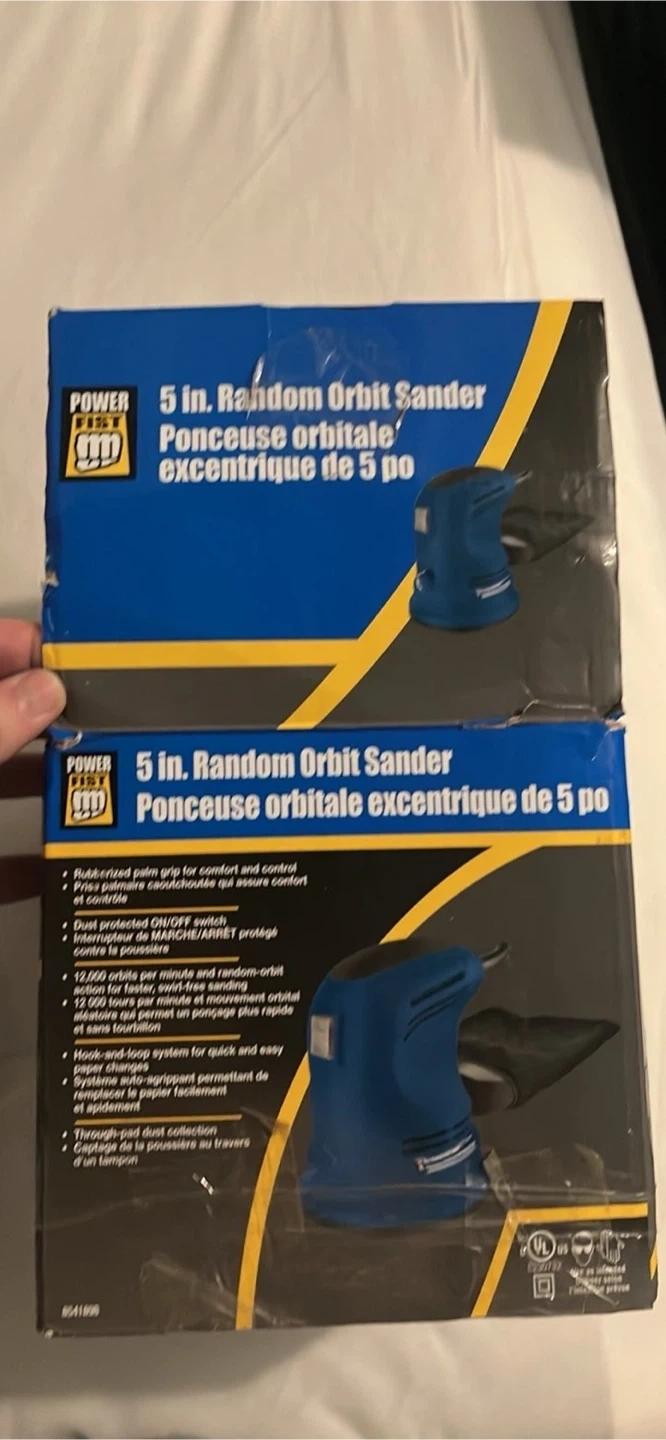 POWER
FIST
5 in. Random Orbit Sander
Ponceuse orbitale
excentrique de 5 po
POWER
FIST
5 in. Random Orbit Sander
Ponceuse orbitale excentrique de 5 po
• Rubberized palm grip for comfort and control
• Prise palmaire caoutchoutée qui assure confort
et contrôle
• Dust protected ON/OFF switch
• Interrupteur de MARCHE/ARRÊT protégé
contre la poussière
• 12,000 orbits per minute and random-orbit
action for faster, swirl-free sanding
• 12 000 tours par minute et mouvement orbital
aléatoire qui permet un ponçage plus rapide
et sans tourbillon
• Hook-and-loop system for quick and easy
paper changes
• Système auto-agrippant permettant de
remplacer le papier facilement
et apidement
• Through-pad dust collection
• Captage de la poussière au travers
d'un tampon
UL
US
Use as intended